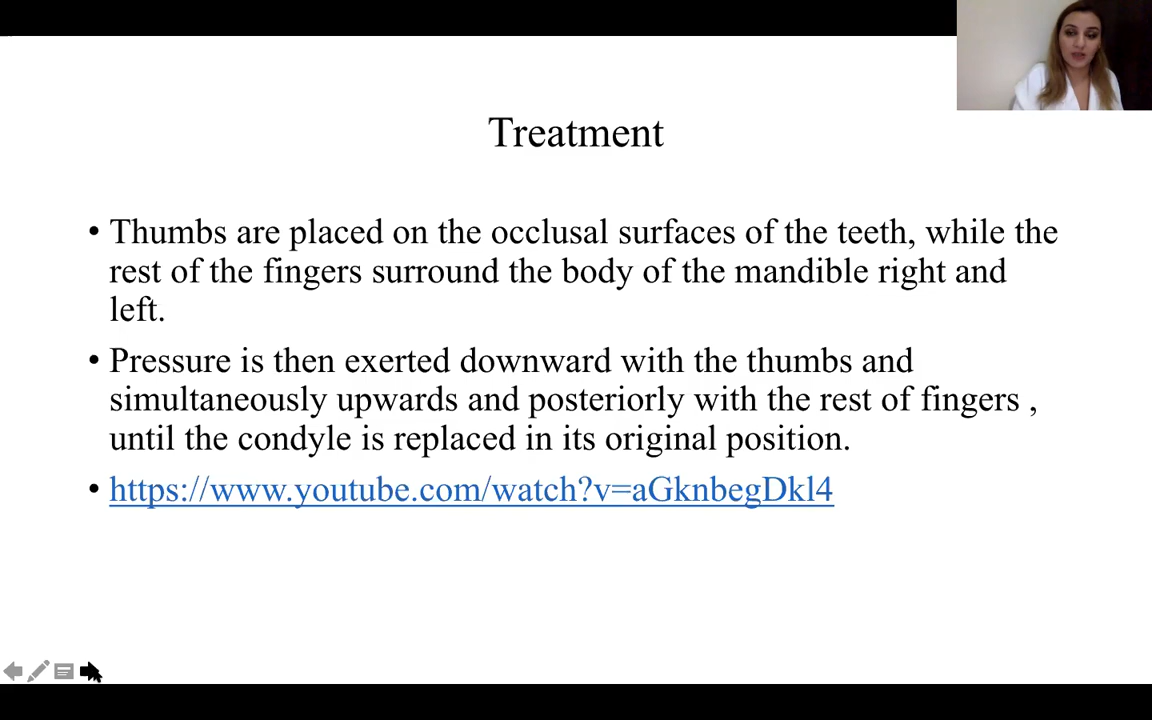 Treatment
• Thumbs are placed on the occlusal surfaces of the teeth, while the
rest of the fingers surround the body of the mandible right and
left.
• Pressure is then exerted downward with the thumbs and
simultaneously upwards and posteriorly with the rest of fingers ,
until the condyle is replaced in its original position.
• https://www.youtube.com/watch?v=aGknbegDkl4